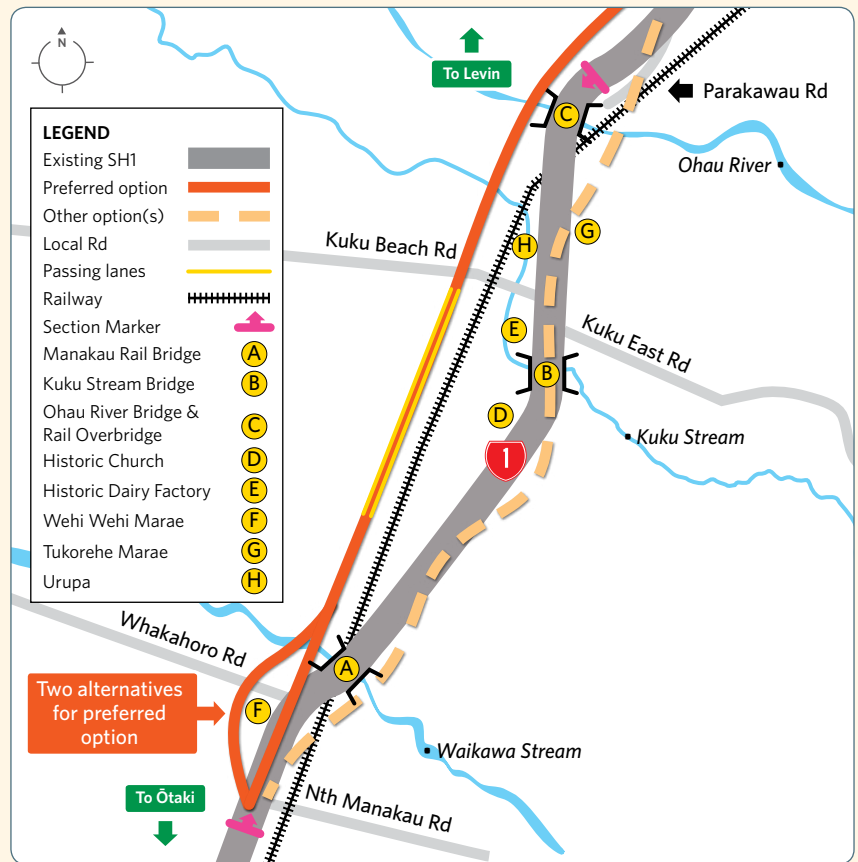 N
To Levin
Parakawau Rd
C
Ohau River
LEGEND
Existing SH1
Preferred option
Other option(s)
Local Rd
Passing lanes
Railway
Section Marker
Manakau Rail Bridge A
Kuku Stream Bridge B
Ohau River Bridge &
Rail Overbridge C
Historic Church D
Historic Dairy Factory E
Wehi Wehi Marae F
Tukorehe Marae G
Urupa H
G
H
Kuku Beach Rd
E
Kuku East Rd
B
D
Kuku Stream
1
Whakahoro Rd
A
Two alternatives
for preferred
option
F
Waikawa Stream
To Ōtaki
Nth Manakau Rd